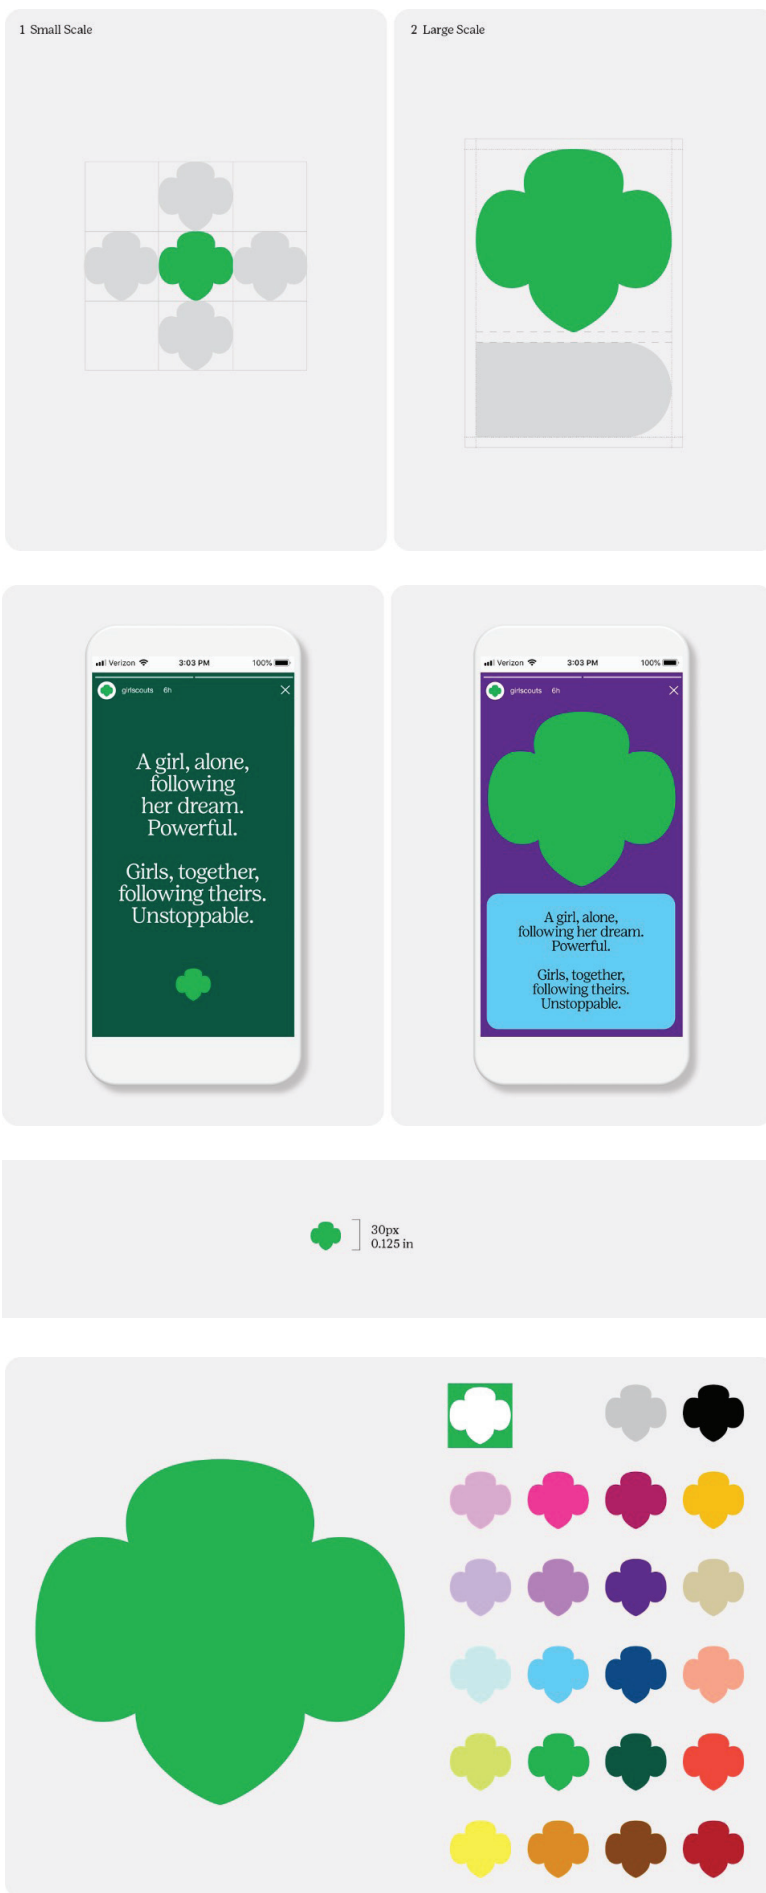 1 Small Scale
2 Large Scale
Verizon 3:03 PM 100%
girlscouts 6h
A girl, alone,
following
her dream.
Powerful.
Girls, together,
following theirs.
Unstoppable.
Verizon 3:03 PM 100%
girlscouts 6h
A girl, alone,
following her dream.
Powerful.
Girls, together,
following theirs.
Unstoppable.
30px
0.125 in